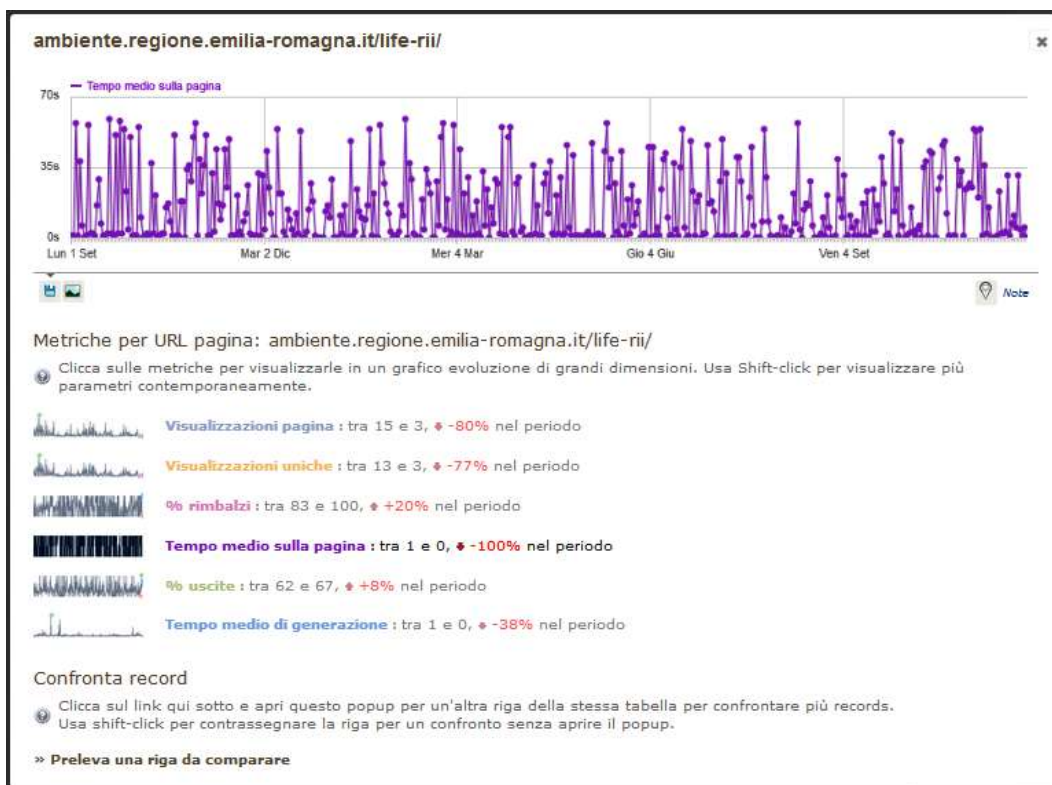 ambiente.regione.emilia-romagna.it/life-rii/
Tempo medio sulla pagina
70s
35s
0s
Lun 1 Set
Mar 2 Dic
Mer 4 Mar
Gio 4 Giu
Ven 4 Set
Note
Metriche per URL pagina: ambiente.regione.emilia-romagna.it/life-rii/
Clicca sulle metriche per visualizzarle in un grafico evoluzione di grandi dimensioni. Usa Shift-click per visualizzare più
parametri contemporaneamente.
Visualizzazioni pagina : tra 15 e 3, -80% nel periodo
Visualizzazioni uniche : tra 13 e 3, -77% nel periodo
% rimbalzi : tra 83 e 100, +20% nel periodo
Tempo medio sulla pagina : tra 1 e 0, -100% nel periodo
% uscite : tra 62 e 67, +8% nel periodo
Tempo medio di generazione : tra 1 e 0, -38% nel periodo
Confronta record
Clicca sul link qui sotto e apri questo popup per un'altra riga della stessa tabella per confrontare più records.
Usa shift-click per contrassegnare la riga per un confronto senza aprire il popup.
» Preleva una riga da comparare